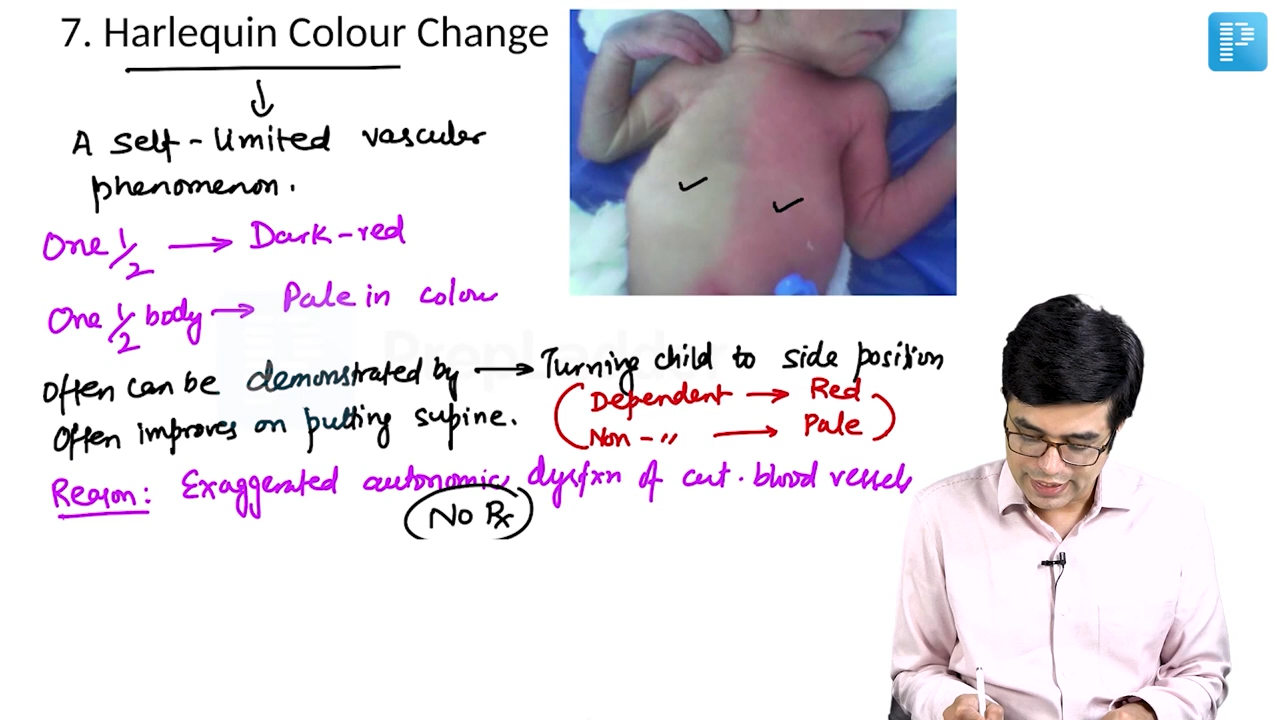 7. Harlequin Colour Change
A self-limited vascular
phenomenon.
One 1/2 → Dark-red
One 1/2 body → Pale in colour
Often can be demonstrated by → Turning child to side position
Often improves on putting supine.
(Dependent → Red
Non-〃 → Pale)
Reason: Exaggerated autonomic dysfxn of cut. blood vessels
No Rx
PrepLadder